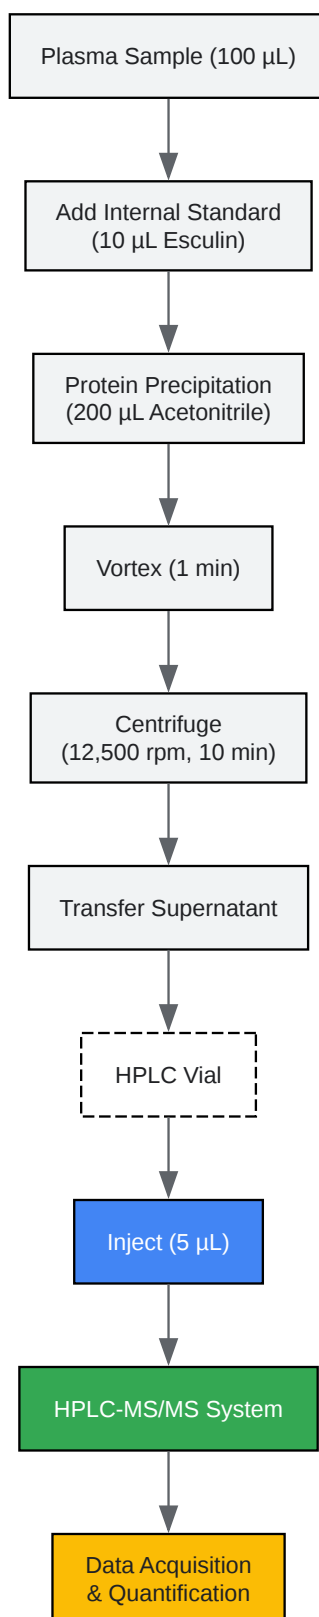 Plasma Sample (100 µL)
Add Internal Standard
(10 µL Esculin)
Protein Precipitation
(200 µL Acetonitrile)
Vortex (1 min)
Centrifuge
(12,500 rpm, 10 min)
Transfer Supernatant
HPLC Vial
Inject (5 µL)
HPLC-MS/MS System
Data Acquisition
& Quantification